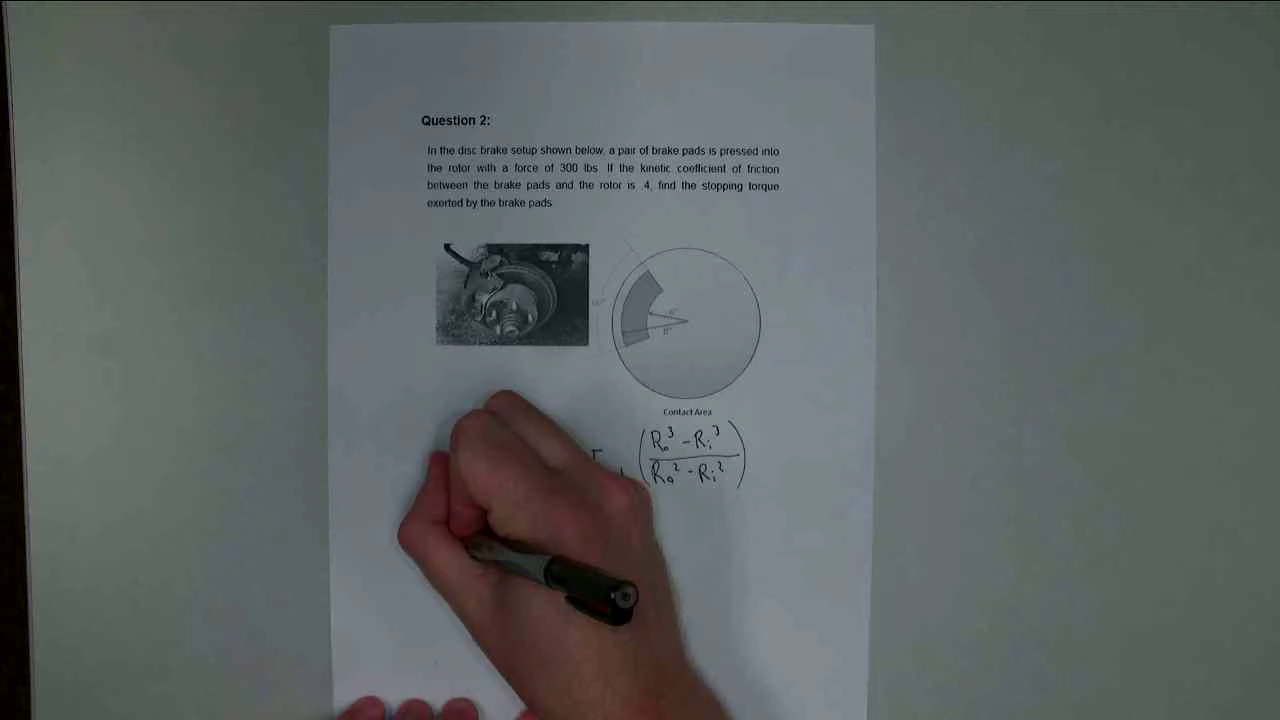 Question 2:
In the disc brake setup shown below, a pair of brake pads is pressed into
the rotor with a force of 300 lbs. If the kinetic coefficient of friction
between the brake pads and the rotor is .4, find the stopping torque
exerted by the brake pads
Contact Area
(R₀³ - Rᵢ³
R₀² - Rᵢ²)